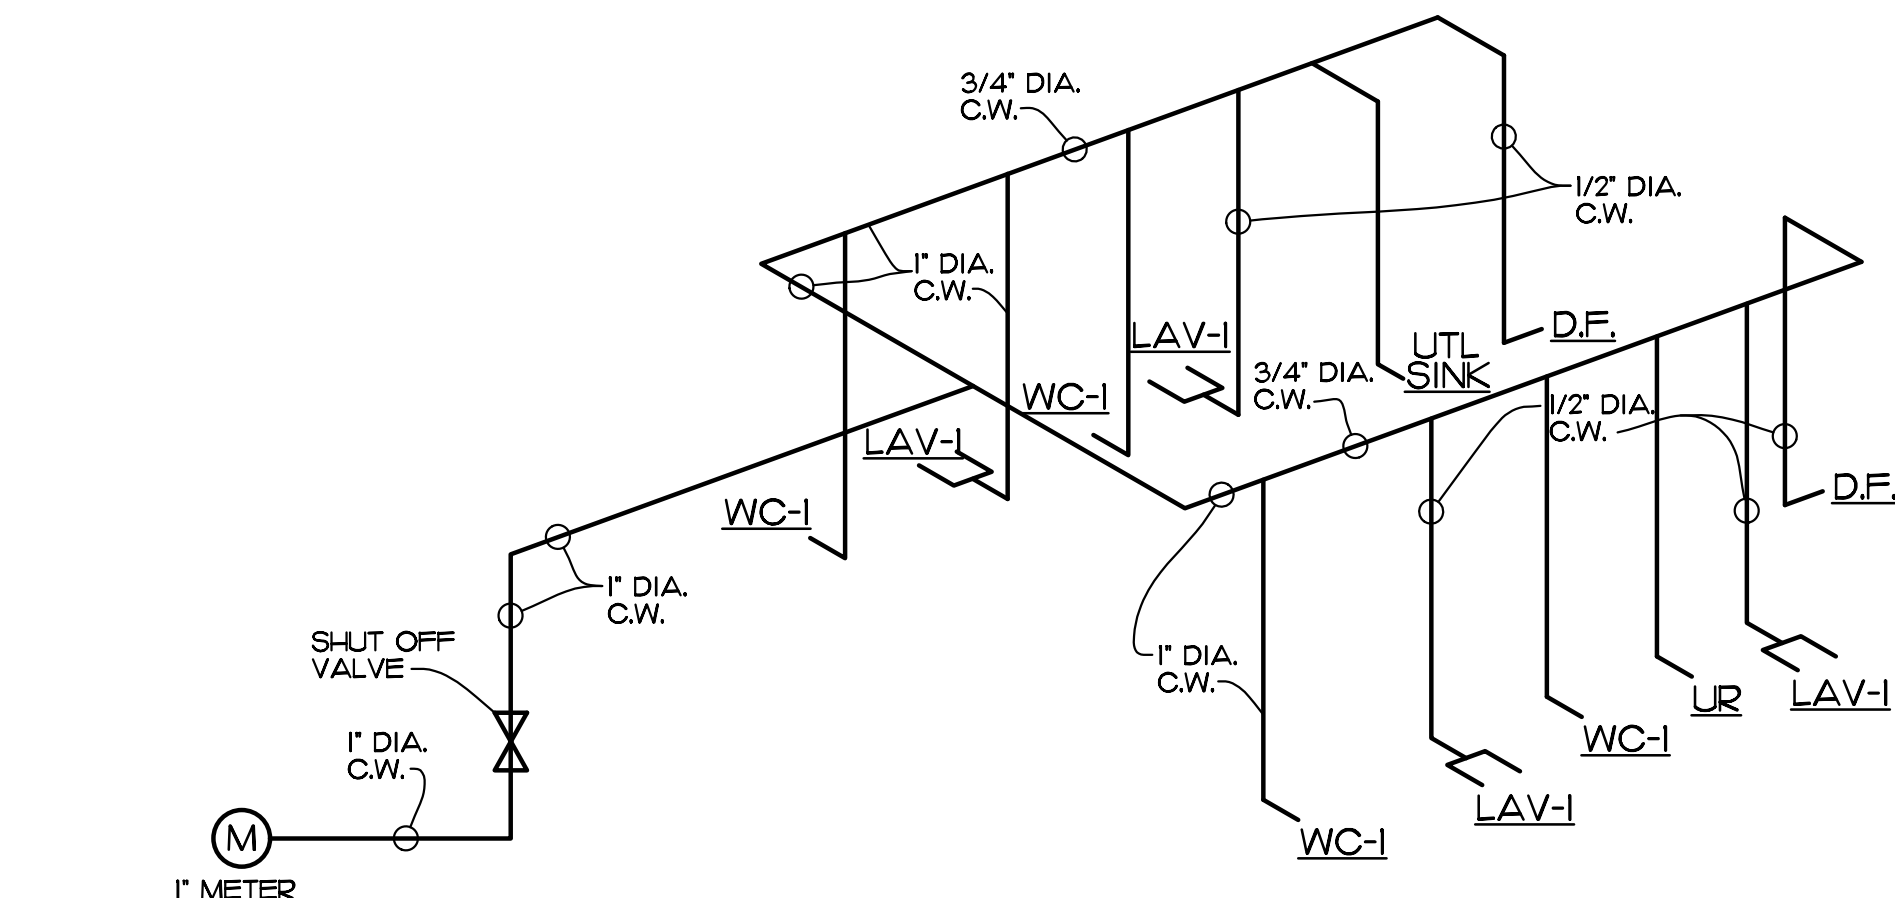 3/4" DIA.
C.W.
1/2" DIA.
C.W.
1" DIA.
C.W.
LAV-1
D.F.
UTL
SINK
3/4" DIA.
C.W.
WC-1
1/2" DIA.
C.W.
LAV-1
D.F.
WC-1
1" DIA.
C.W.
SHUT OFF
VALVE
1" DIA.
C.W.
UR
LAV-1
WC-1
1" DIA.
C.W.
LAV-1
M
WC-1
1" METER